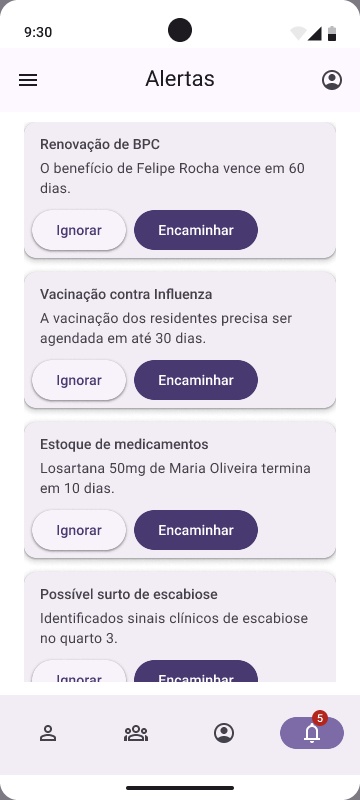 9:30
Alertas
Renovação de BPC
O benefício de Felipe Rocha vence em 60
dias.
Ignorar Encaminhar
Vacinação contra Influenza
A vacinação dos residentes precisa ser
agendada em até 30 dias.
Ignorar Encaminhar
Estoque de medicamentos
Losartana 50mg de Maria Oliveira termina
em 10 dias.
Ignorar Encaminhar
Possível surto de escabiose
Identificados sinais clínicos de escabiose
no quarto 3.
Ignorar Encaminhar
5